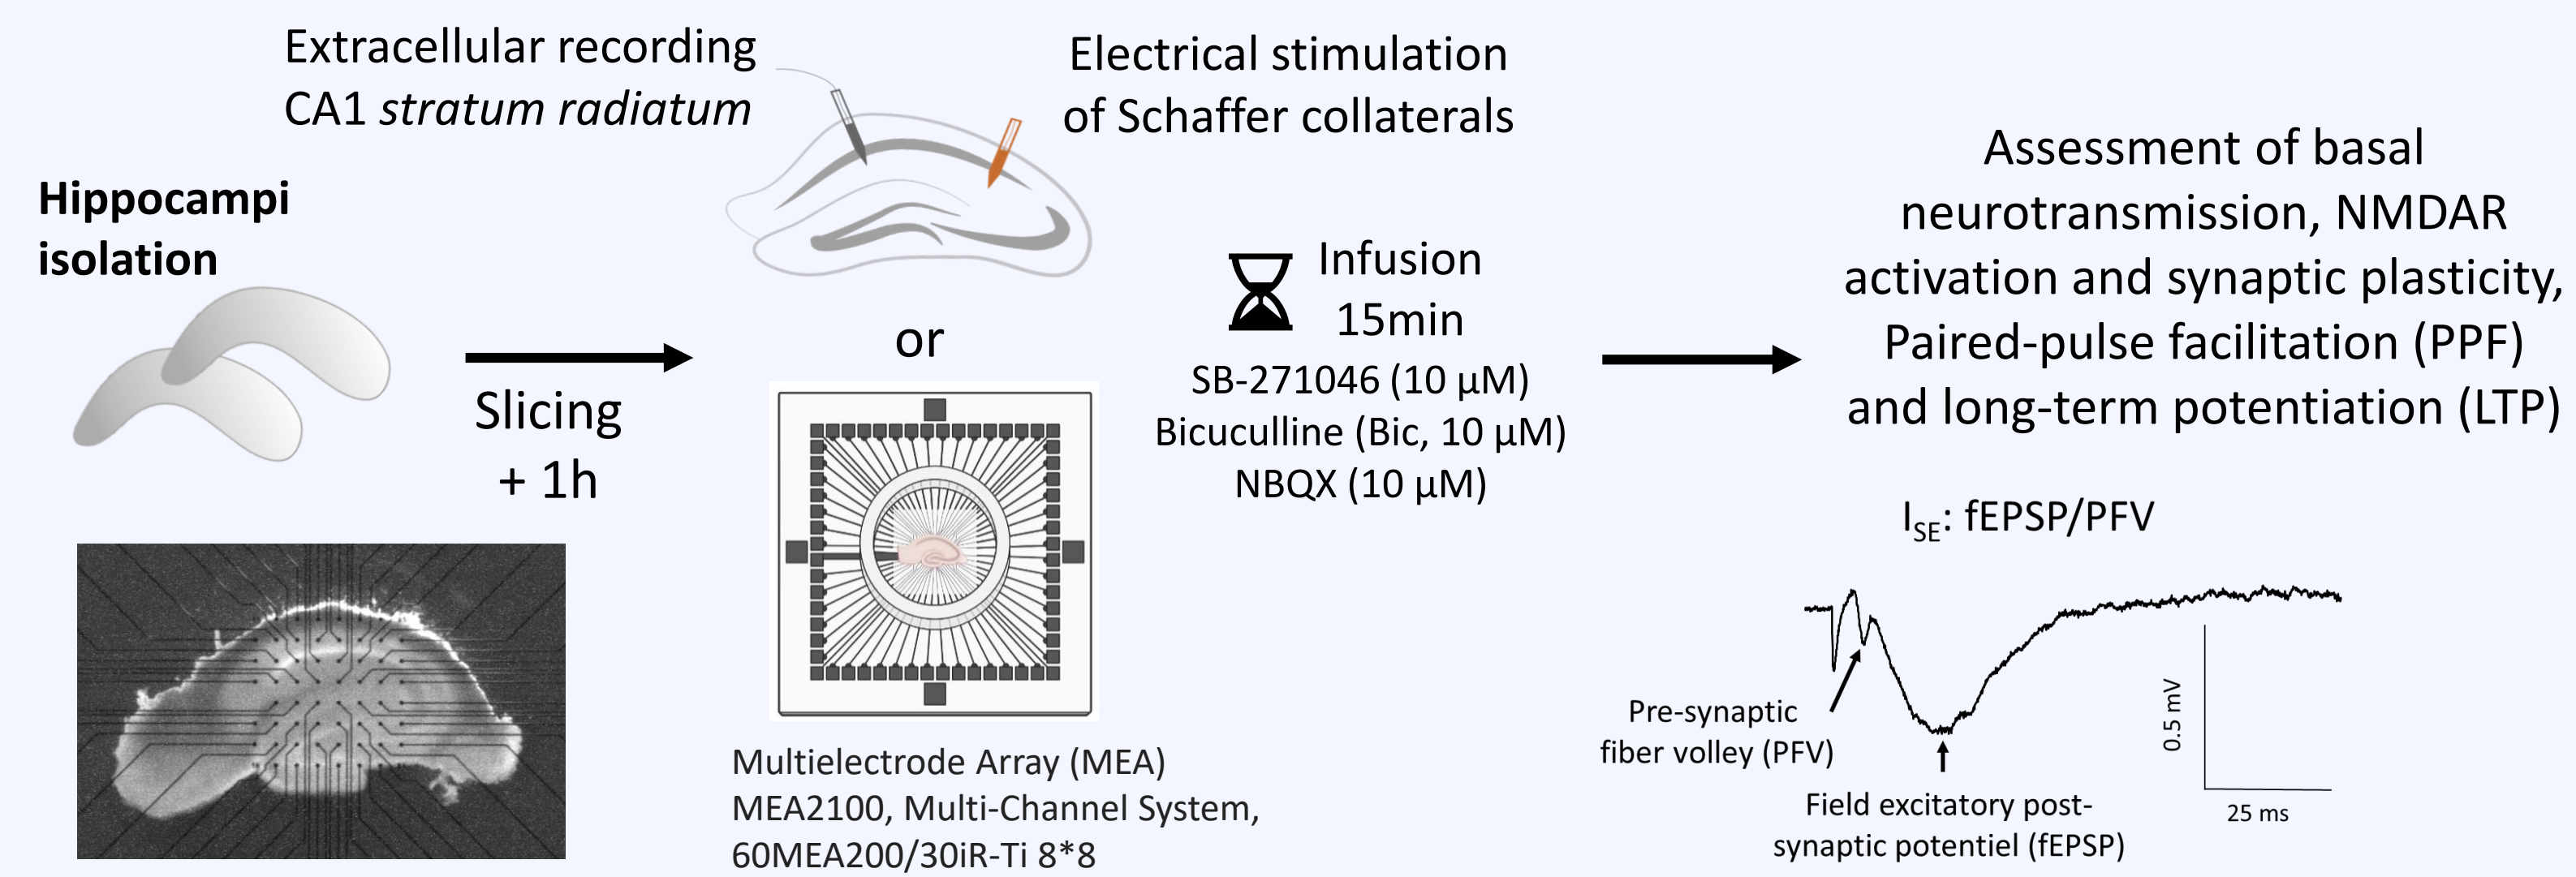 Extracellular recording
CA1 stratum radiatum
Electrical stimulation
of Schaffer collaterals
Hippocampi
isolation
Slicing
+ 1h
or
Infusion
15min
SB-271046 (10 µM)
Bicuculline (Bic, 10 µM)
NBQX (10 µM)
Multielectrode Array (MEA)
MEA2100, Multi-Channel System,
60MEA200/30iR-Ti 8*8
Assessment of basal
neurotransmission, NMDAR
activation and synaptic plasticity,
Paired-pulse facilitation (PPF)
and long-term potentiation (LTP)
ISE: fEPSP/PFV
Pre-synaptic
fiber volley (PFV)
Field excitatory post-
synaptic potentiel (fEPSP)
0.5 mV
25 ms